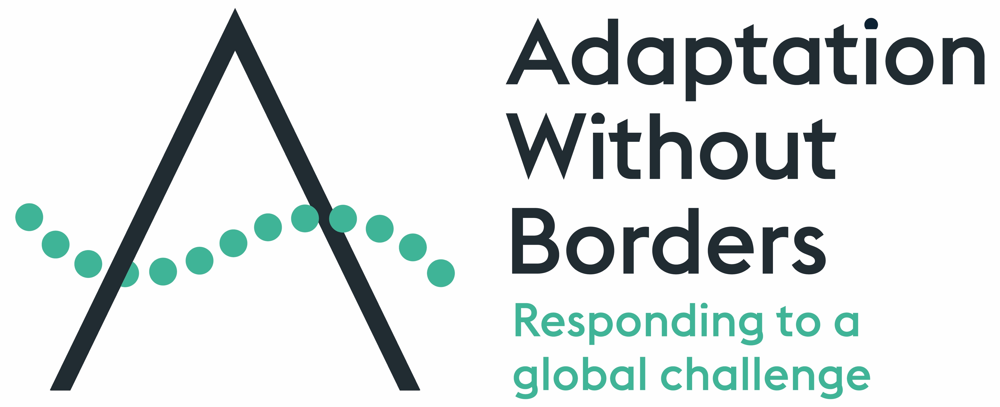 Adaptation
Without
Borders
Responding to a
global challenge